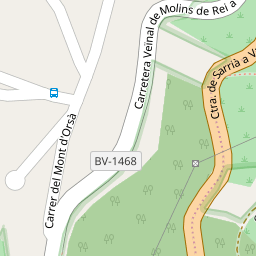 Carretera Veïnal de Molins de Rei a
Ctra. de Sarrià a V
Carrer del Mont d'Orsà
BV-1468